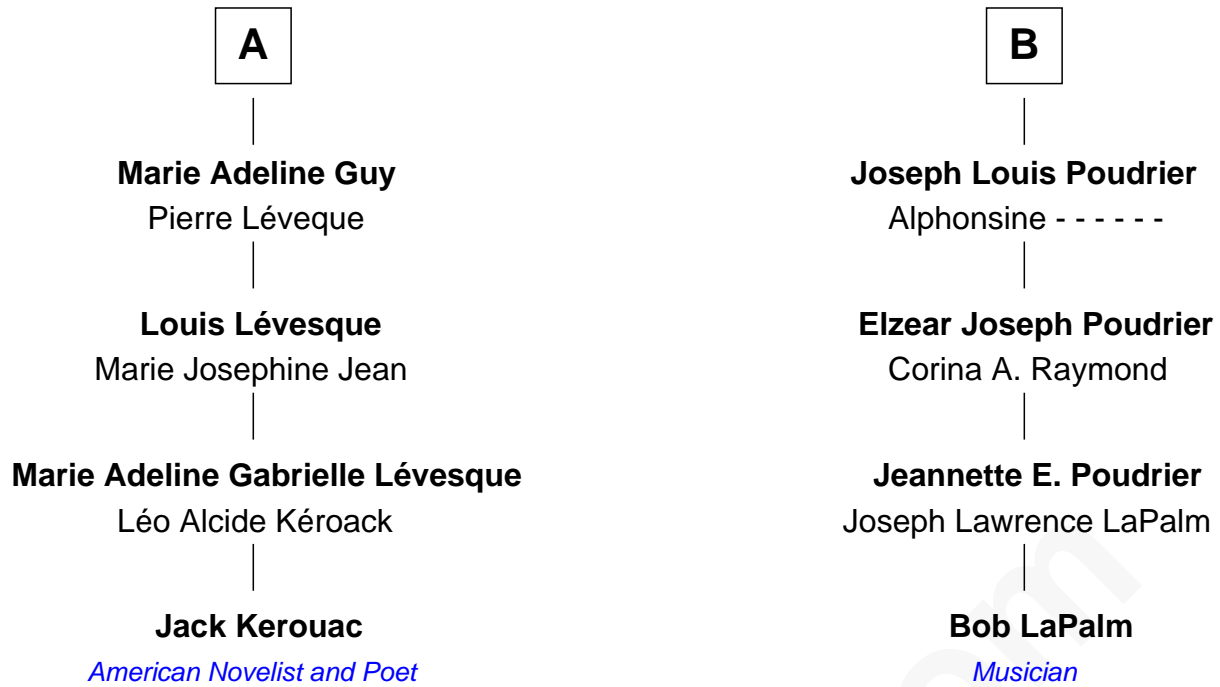 A
Marie Adeline Guy
Pierre Léveque
Louis Lévesque
Marie Josephine Jean
Marie Adeline Gabrielle Lévesque
Léo Alcide Kéroack
Jack Kerouac
American Novelist and Poet
B
Joseph Louis Poudrier
Alphonsine - - - - - -
Elzear Joseph Poudrier
Corina A. Raymond
Jeannette E. Poudrier
Joseph Lawrence LaPalm
Bob LaPalm
Musician